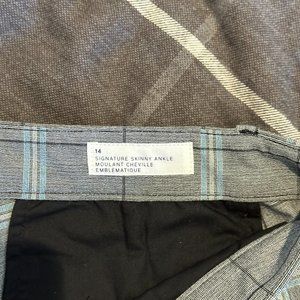 14
SIGNATURE SKINNY ANKLE
MOULANT CHEVILLE
EMBLÉMATIQUE